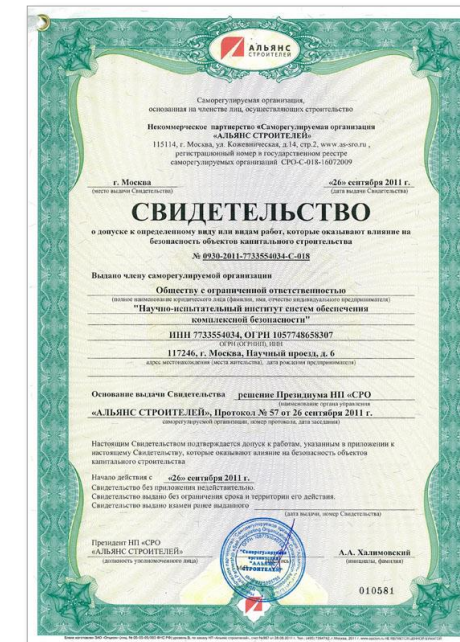 АЛЬЯНС
СТРОИТЕЛЕЙ
Саморегулируемая организация,
основанная на членстве лиц, осуществляющих строительство
Некоммерческое партнерство «Саморегулируемая организация
«АЛЬЯНС СТРОИТЕЛЕЙ»
115114, г. Москва, ул. Кожевническая, д.14, стр.2, www.as-sro.ru ,
регистрационный номер в государственном реестре
саморегулируемых организаций СРО-С-018-16072009
г. Москва «26» сентября 2011 г.
(место выдачи Свидетельства) (дата выдачи Свидетельства)
СВИДЕТЕЛЬСТВО
о допуске к определенному виду или видам работ, которые оказывают влияние на
безопасность объектов капитального строительства
№ 0930-2011-7733554034-С-018
Выдано члену саморегулируемой организации
Обществу с ограниченной ответственностью
(полное наименование юридического лица (фамилия, имя, отчество индивидуального предпринимателя)
"Научно-испытательный институт систем обеспечения
комплексной безопасности"
ИНН 7733554034, ОГРН 1057748658307
ОГРН (ОГРНИП), ИНН
117246, г. Москва, Научный проезд, д. 6
адрес местонахождения (места жительства), дата рождения предпринимателя)
Основание выдачи Свидетельства решение Президиума НП «СРО
(наименование органа управления
«АЛЬЯНС СТРОИТЕЛЕЙ», Протокол № 57 от 26 сентября 2011 г.
саморегулируемой организации, номер протокола, дата заседания)
Настоящим Свидетельством подтверждается допуск к работам, указанным в приложении к
настоящему Свидетельству, которые оказывают влияние на безопасность объектов
капитального строительства
Начало действия с «26» сентября 2011 г.
Свидетельство без приложения недействительно.
Свидетельство выдано без ограничения срока и территории его действия.
Свидетельство выдано взамен ранее выданного
(дата выдачи, номер Свидетельства)
Президент НП «СРО
«АЛЬЯНС СТРОИТЕЛЕЙ» А.А. Халимовский
(должность уполномоченного лица) (инициалы, фамилия)
"Саморегулируемая
организация
"АЛЬЯНС
СТРОИТЕЛЕЙ"
010581
АЛЬЯНС
СТРОИТЕЛЕЙ